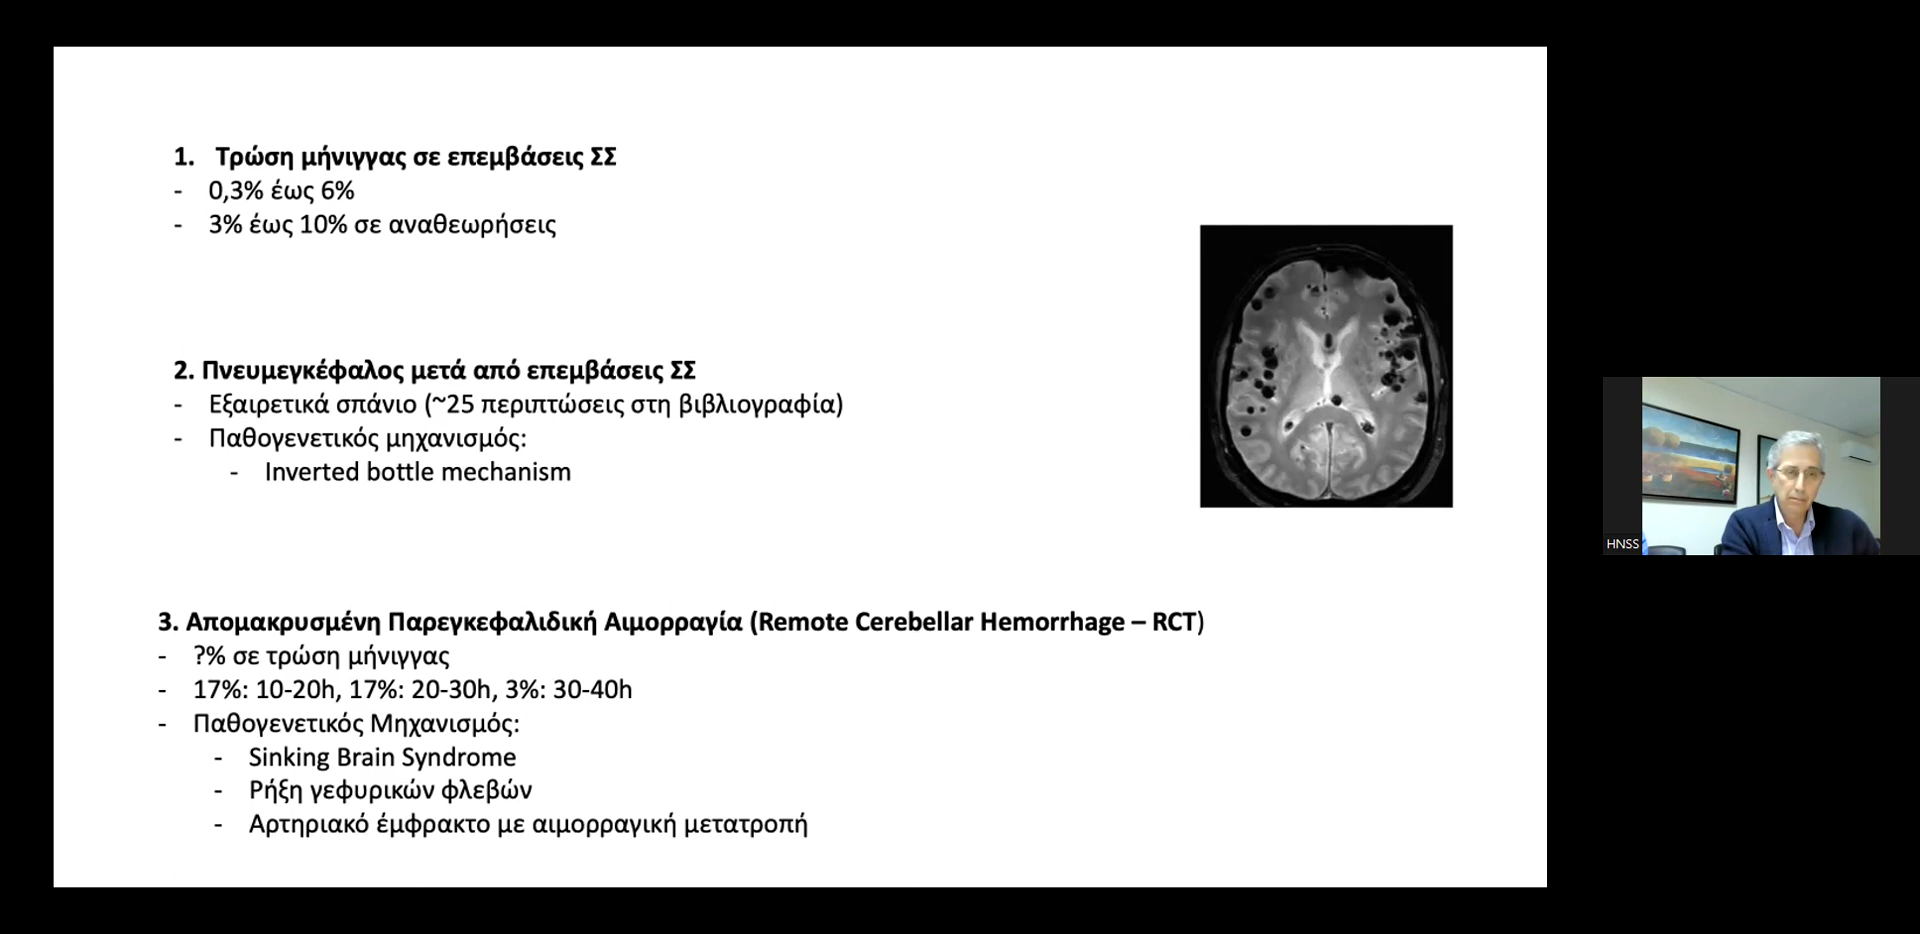 1. Τρώση μήνιγγας σε επεμβάσεις ΣΣ
- 0,3% έως 6%
- 3% έως 10% σε αναθεωρήσεις
2. Πνευμεγκέφαλος μετά από επεμβάσεις ΣΣ
- Εξαιρετικά σπάνιο (~25 περιπτώσεις στη βιβλιογραφία)
- Παθογενετικός μηχανισμός:
- Inverted bottle mechanism
3. Απομακρυσμένη Παρεγκεφαλιδική Αιμορραγία (Remote Cerebellar Hemorrhage – RCT)
- ?% σε τρώση μήνιγγας
- 17%: 10-20h, 17%: 20-30h, 3%: 30-40h
- Παθογενετικός Μηχανισμός:
- Sinking Brain Syndrome
- Ρήξη γεφυρικών φλεβών
- Αρτηριακό έμφρακτο με αιμορραγική μετατροπή
HNSS